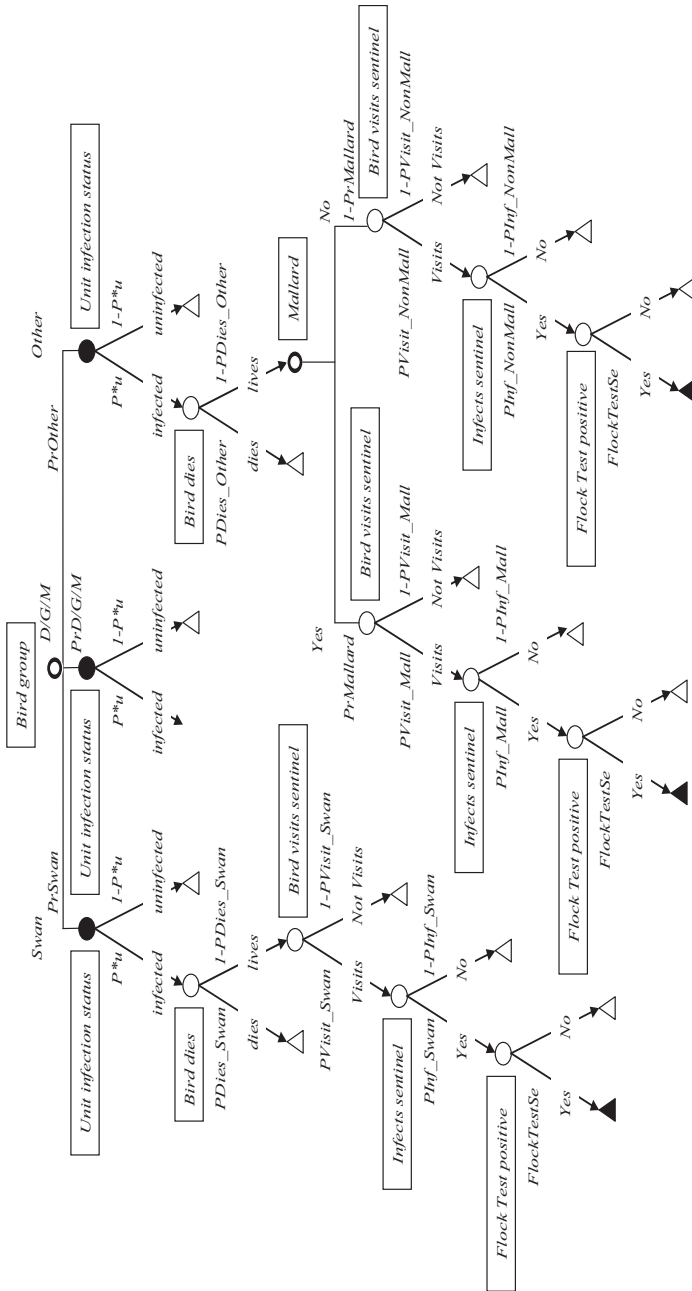 Bird group
Swan
D/G/M
Other
PrSwan
PrD/G/M
PrOther
Unit infection status
Unit infection status
Unit infection status
P*u
1-P*u
P*u
1-P*u
P*u
1-P*u
infected
uninfected
infected
uninfected
infected
uninfected
Bird dies
Bird dies
PDies_Swan
1-PDies_Swan
PDies_Other
1-PDies_Other
dies
lives
dies
lives
Bird visits sentinel
Mallard
PVisit_Swan
1-PVisit_Swan
Yes
No
Visits
Not Visits
PrMallard
1-PrMallard
Bird visits sentinel
Bird visits sentinel
Infects sentinel
PInf_Swan
1-PInf_Swan
PVisit_Mall
1-PVisit_Mall
PVisit_NonMall
1-PVisit_NonMall
Yes
No
Visits
Not Visits
Visits
Not Visits
Infects sentinel
Infects sentinel
Flock Test positive
FlockTestSe
PInf_Mall
1-PInf_Mall
PInf_NonMall
1-PInf_NonMall
Yes
No
Yes
No
Yes
No
Flock Test positive
Flock Test positive
FlockTestSe
FlockTestSe
Yes
No
Yes
No